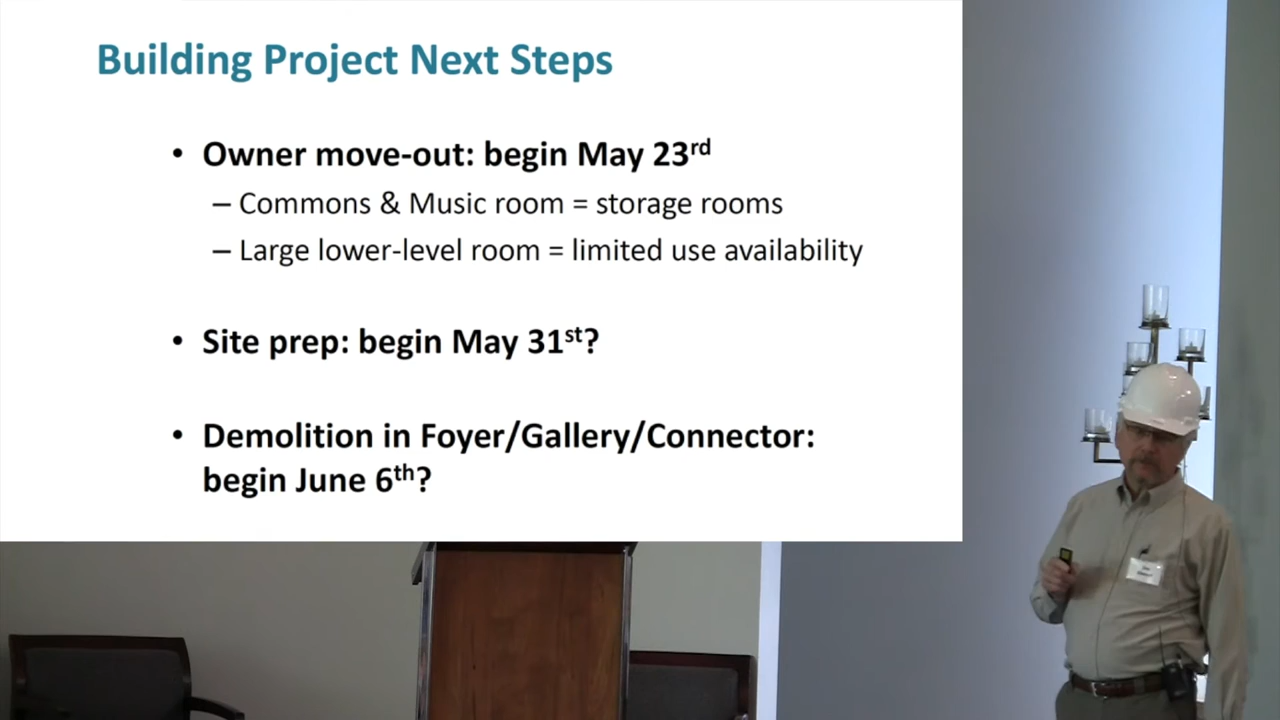 Building Project Next Steps
• Owner move-out: begin May 23rd
– Commons & Music room = storage rooms
– Large lower-level room = limited use availability
• Site prep: begin May 31st?
• Demolition in Foyer/Gallery/Connector:
begin June 6th?